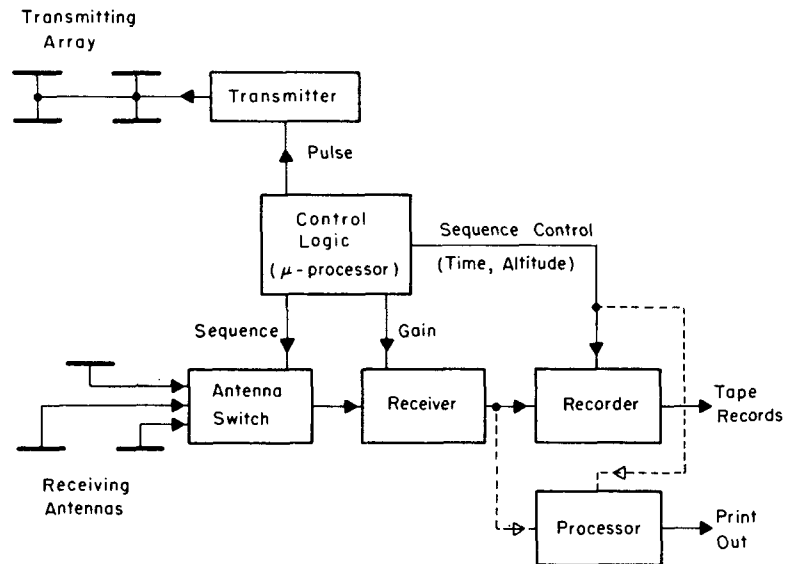 Transmitting
Array
Transmitter
Pulse
Control
Logic
(μ-processor)
Sequence Control
(Time, Altitude)
Sequence
Gain
Antenna
Switch
Receiver
Recorder
Tape
Records
Receiving
Antennas
Processor
Print
Out